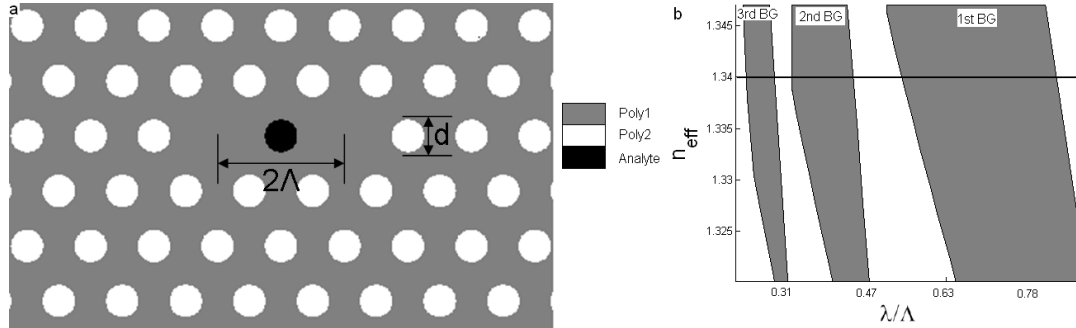 a
d
2Λ
Poly1
Poly2
Analyte
b
3rd BG
2nd BG
1st BG
1.345
1.34
1.335
1.33
1.325
n_eff
0.31
0.47
0.63
0.78
λ/Λ